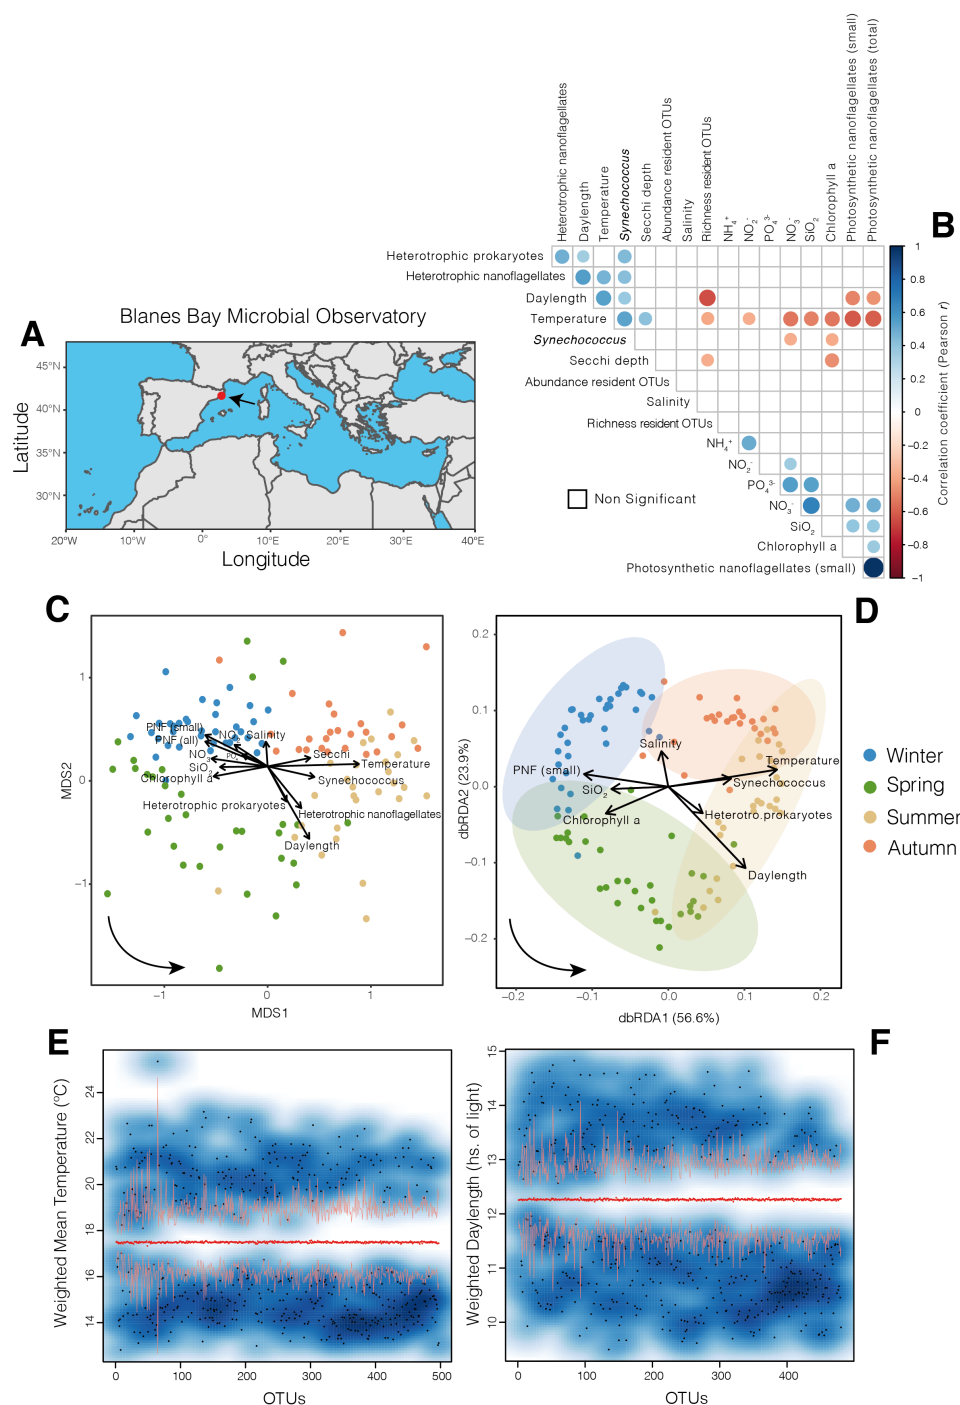 Heterotrophic nanoflagellates
Daylength
Temperature
Synechococcus
Secchi depth
Abundance resident OTUs
Salinity
Richness resident OTUs
NH₄⁺
NO₂⁻
PO₄³⁻
NO₃⁻
SiO₂
Chlorophyll a
Photosynthetic nanoflagellates (small)
Photosynthetic nanoflagellates (total)
B
Heterotrophic prokaryotes
Heterotrophic nanoflagellates
Daylength
Temperature
Synechococcus
Secchi depth
Abundance resident OTUs
Salinity
Richness resident OTUs
NH₄⁺
NO₂⁻
PO₄³⁻
NO₃⁻
SiO₂
Chlorophyll a
Photosynthetic nanoflagellates (small)
Non Significant
1
0.8
0.6
0.4
0.2
0
−0.2
−0.4
−0.6
−0.8
−1
Correlation coefficient (Pearson r)
A
Blanes Bay Microbial Observatory
Latitude
45°N
40°N
35°N
30°N
20°W
10°W
0°
10°E
20°E
30°E
40°E
Longitude
C
MDS2
1
0
−1
PNF (small)
PNF (all)
NO₂
Salinity
NO₃
PO₄
SiO₂
Chlorophyll a
Secchi
Temperature
Synechococcus
Heterotrophic prokaryotes
Heterotrophic nanoflagellates
Daylength
−1
0
1
MDS1
D
dbRDA2 (23.9%)
0.2
0.1
0.0
−0.1
−0.2
Salinity
PNF (small)
Temperature
SiO₂
Synechococcus
Chlorophyll a
Heterotro.prokaryotes
Daylength
−0.2
−0.1
0.0
0.1
0.2
dbRDA1 (56.6%)
Winter
Spring
Summer
Autumn
E
Weighted Mean Temperature (°C)
24
22
20
18
16
14
0
100
200
300
400
500
OTUs
F
Weighted Daylength (hs. of light)
15
14
13
12
11
10
0
100
200
300
400
OTUs